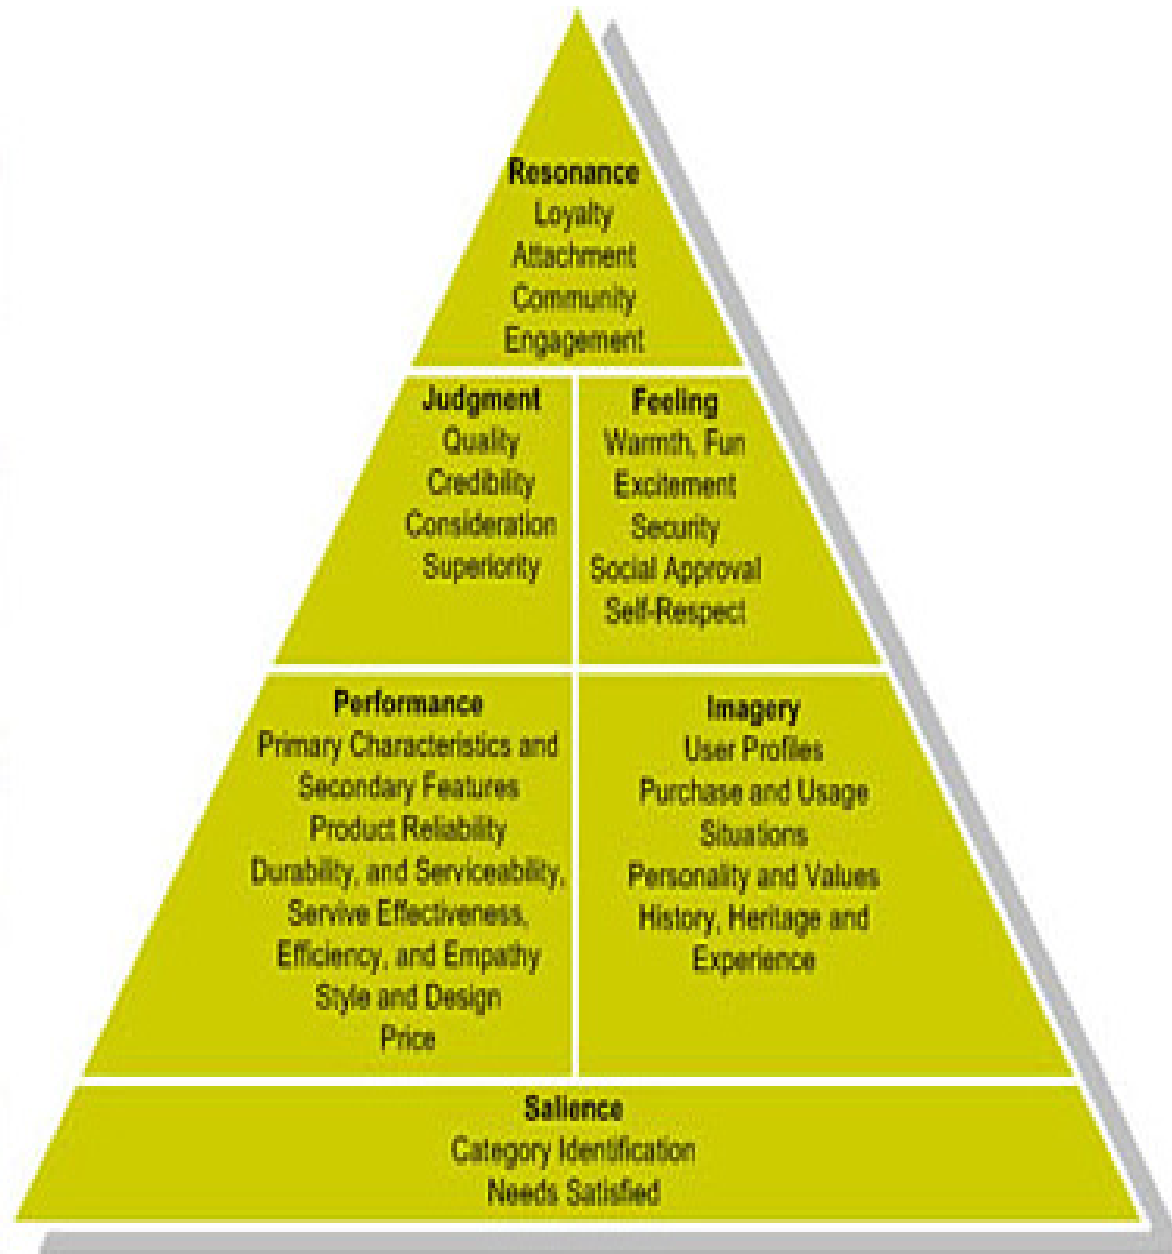 Resonance
Loyalty
Attachment
Community
Engagement
Judgment
Quality
Credibility
Consideration
Superiority
Feeling
Warmth, Fun
Excitement
Security
Social Approval
Self-Respect
Performance
Primary Characteristics and
Secondary Features
Product Reliability
Durability, and Serviceability,
Servive Effectiveness,
Efficiency, and Empathy
Style and Design
Price
Imagery
User Profiles
Purchase and Usage
Situations
Personality and Values
History, Heritage and
Experience
Salience
Category Identification
Needs Satisfied